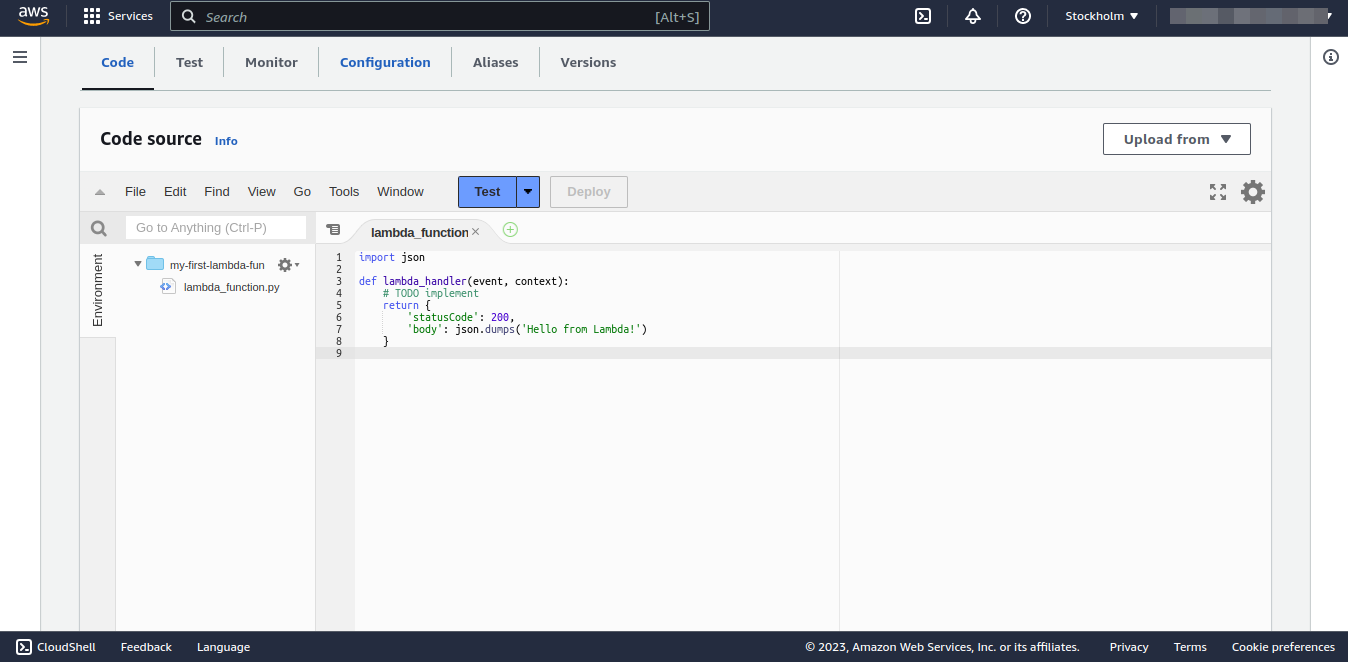 aws Services Search [Alt+S] Stockholm
Code Test Monitor Configuration Aliases Versions
Code source Info Upload from
File Edit Find View Go Tools Window Test Deploy
Go to Anything (Ctrl-P) lambda_function
Environment
my-first-lambda-fun
lambda_function.py
1 import json
2
3 def lambda_handler(event, context):
4 # TODO implement
5 return {
6 'statusCode': 200,
7 'body': json.dumps('Hello from Lambda!')
8 }
9
CloudShell Feedback Language © 2023, Amazon Web Services, Inc. or its affiliates. Privacy Terms Cookie preferences